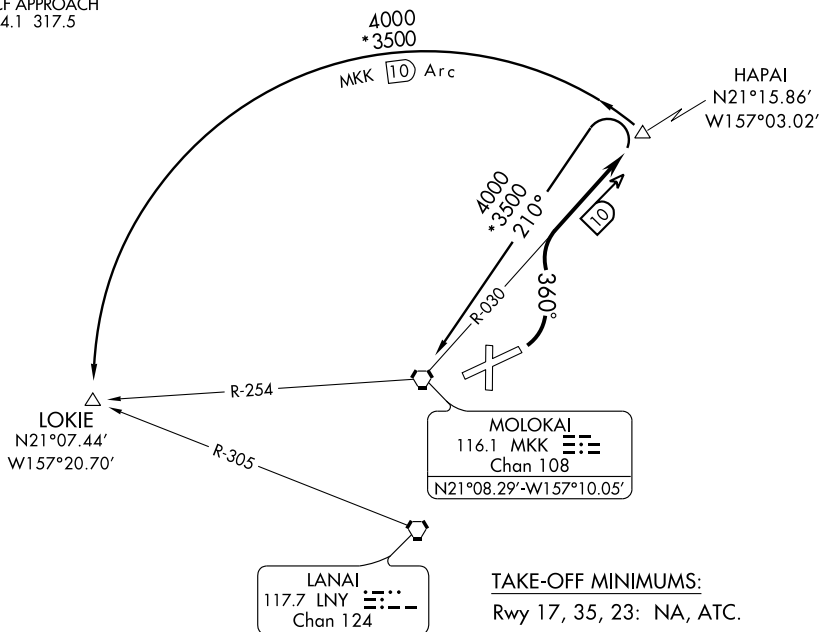 CF APPROACH
4.1 317.5
4000
*3500
MKK 10 Arc
HAPAI
N21°15.86'
W157°03.02'
4000
*3500
210°
10
360°
R-030
R-254
LOKIE
N21°07.44'
W157°20.70'
R-305
MOLOKAI
116.1 MKK
Chan 108
N21°08.29'-W157°10.05'
LANAI
117.7 LNY
Chan 124
TAKE-OFF MINIMUMS:
Rwy 17, 35, 23: NA, ATC.